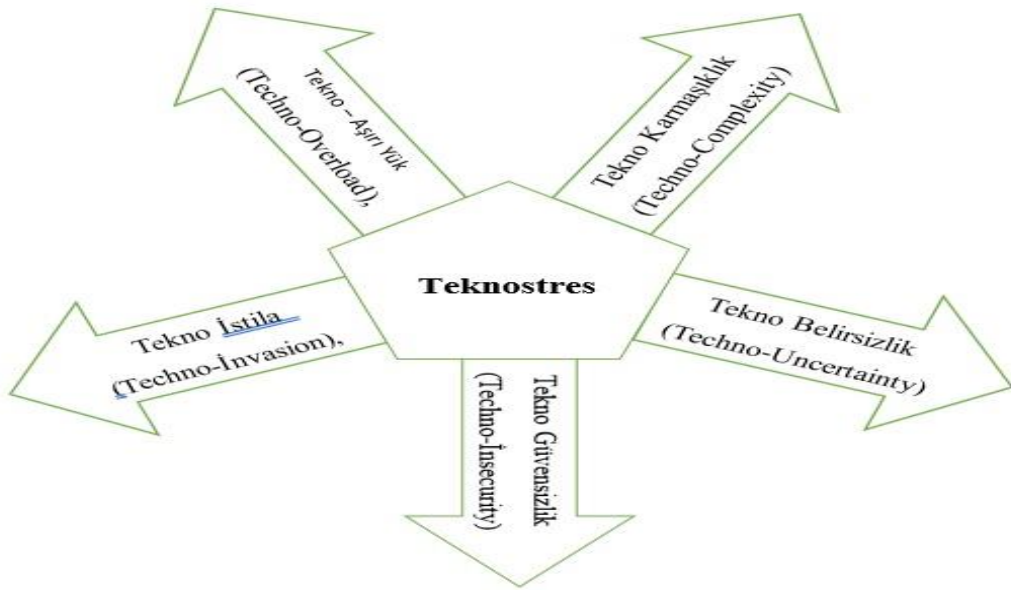 Tekno – Aşırı Yük
(Techno-Overload),
Tekno Karmaşıklık
(Techno-Complexity)
Teknostres
Tekno İstila
(Techno-İnvasion),
Tekno Belirsizlik
(Techno-Uncertainty)
Tekno Güvensizlik
(Techno-İnsecurity)